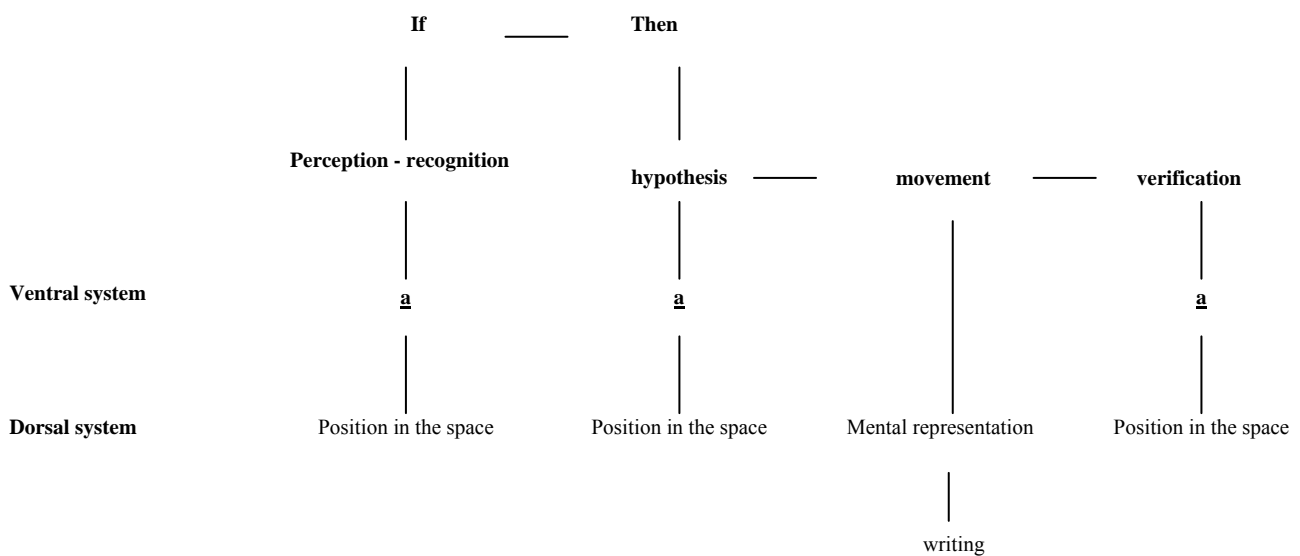 If Then
Perception - recognition
hypothesis movement verification
Ventral system a a a
Dorsal system Position in the space Position in the space Mental representation Position in the space
writing